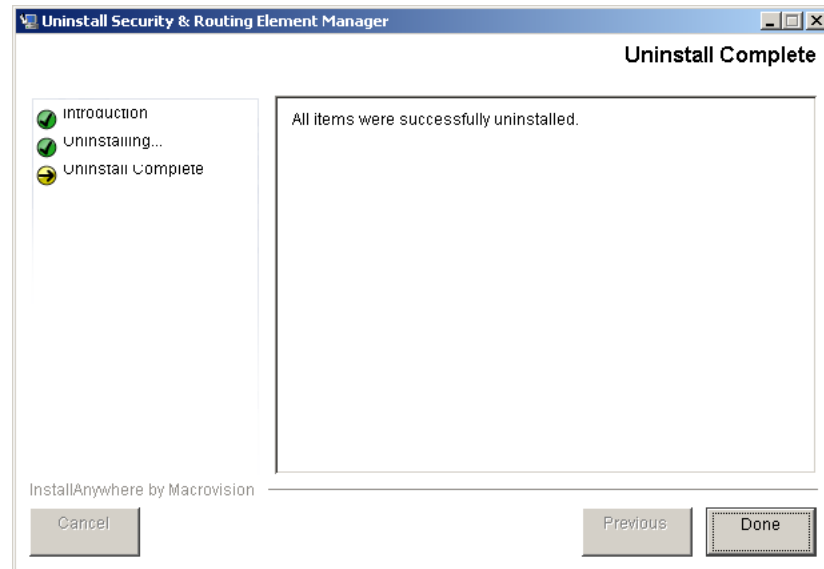 Uninstall Security & Routing Element Manager
Uninstall Complete
Introduction
Uninstalling...
Uninstall Complete
All items were successfully uninstalled.
InstallAnywhere by Macrovision
Cancel
Previous
Done